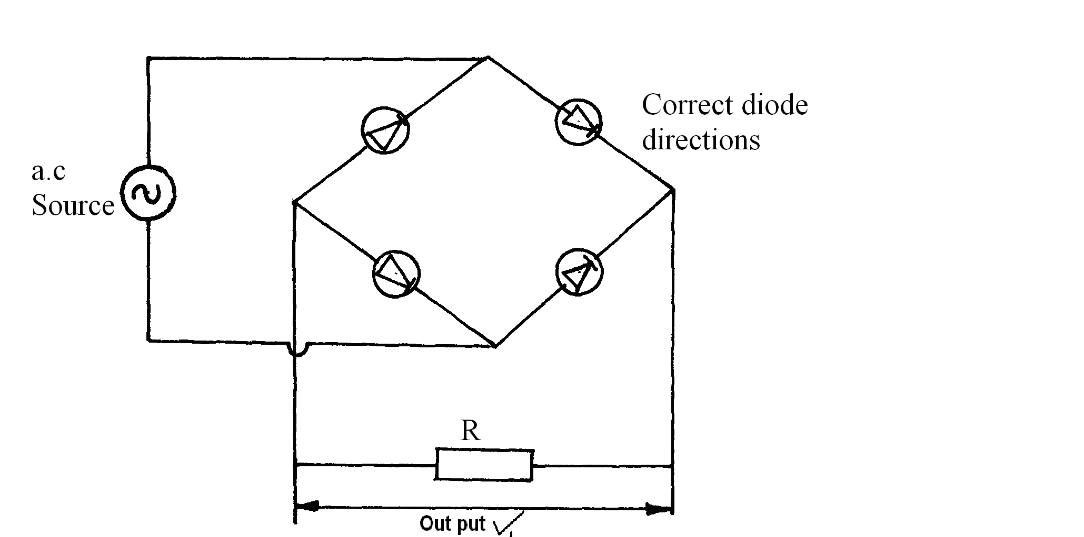 Correct diode
directions
a.c
Source
R
Out put